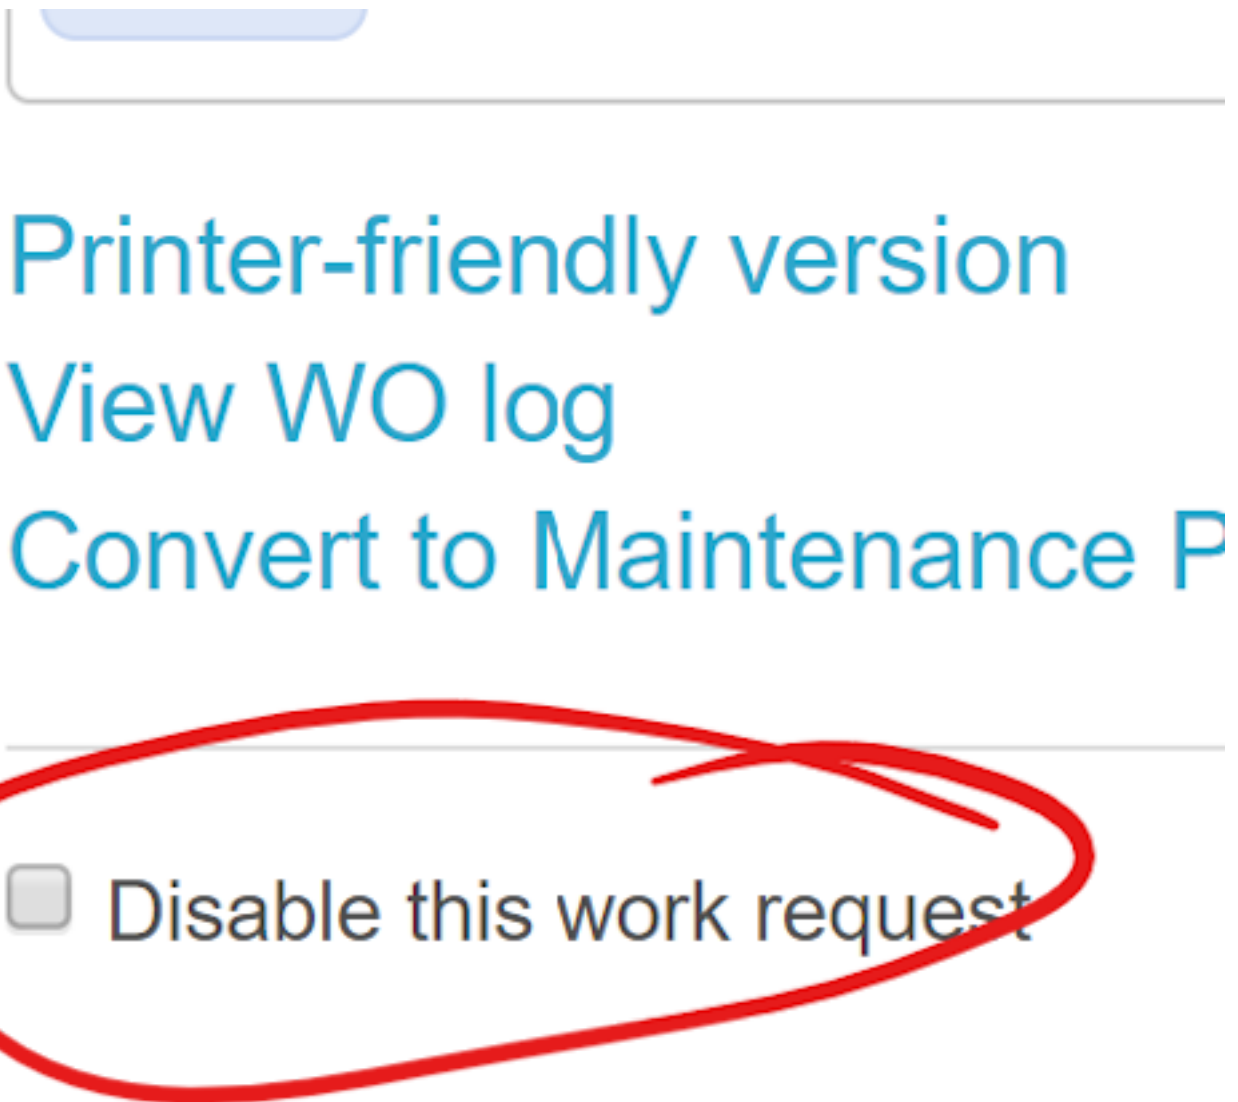 Printer-friendly version
View WO log
Convert to Maintenance
Disable this work request